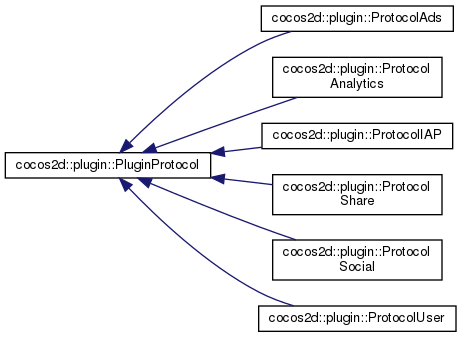 cocos2d::plugin::ProtocolAds
cocos2d::plugin::Protocol
Analytics
cocos2d::plugin::ProtocolIAP
cocos2d::plugin::PluginProtocol
cocos2d::plugin::Protocol
Share
cocos2d::plugin::Protocol
Social
cocos2d::plugin::ProtocolUser